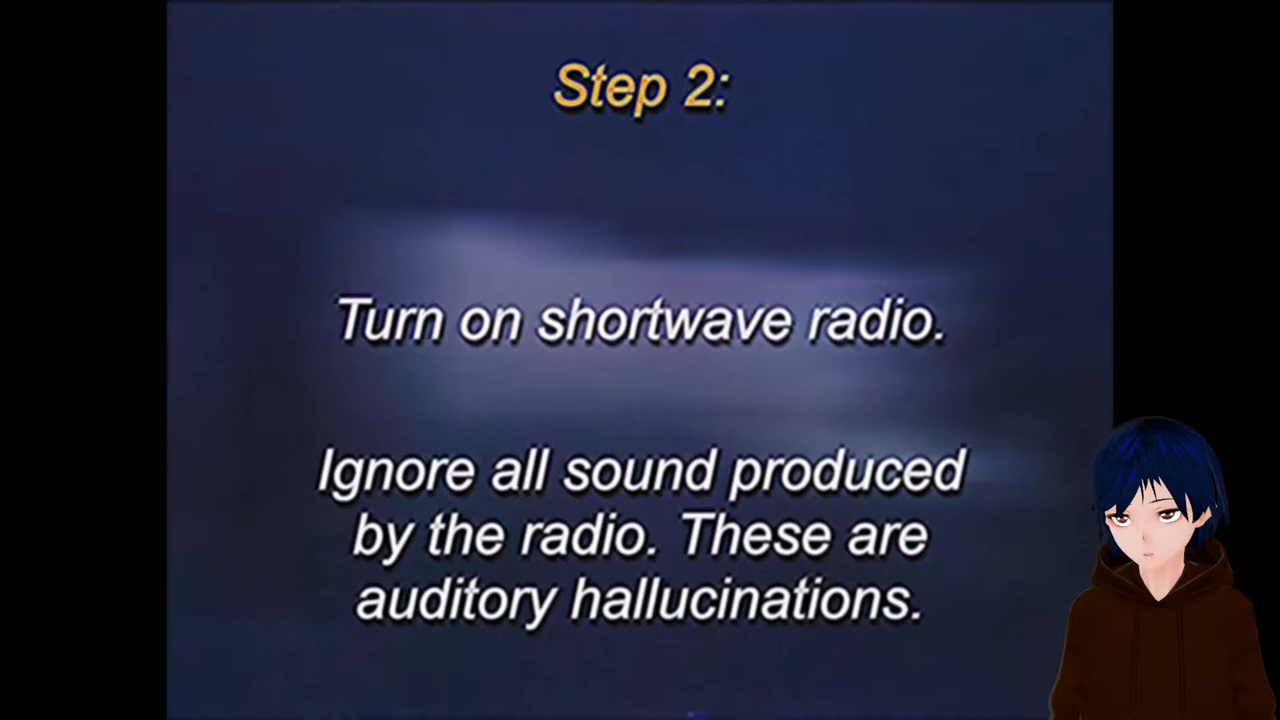 Step 2:
Turn on shortwave radio.
Ignore all sound produced
by the radio. These are
auditory hallucinations.